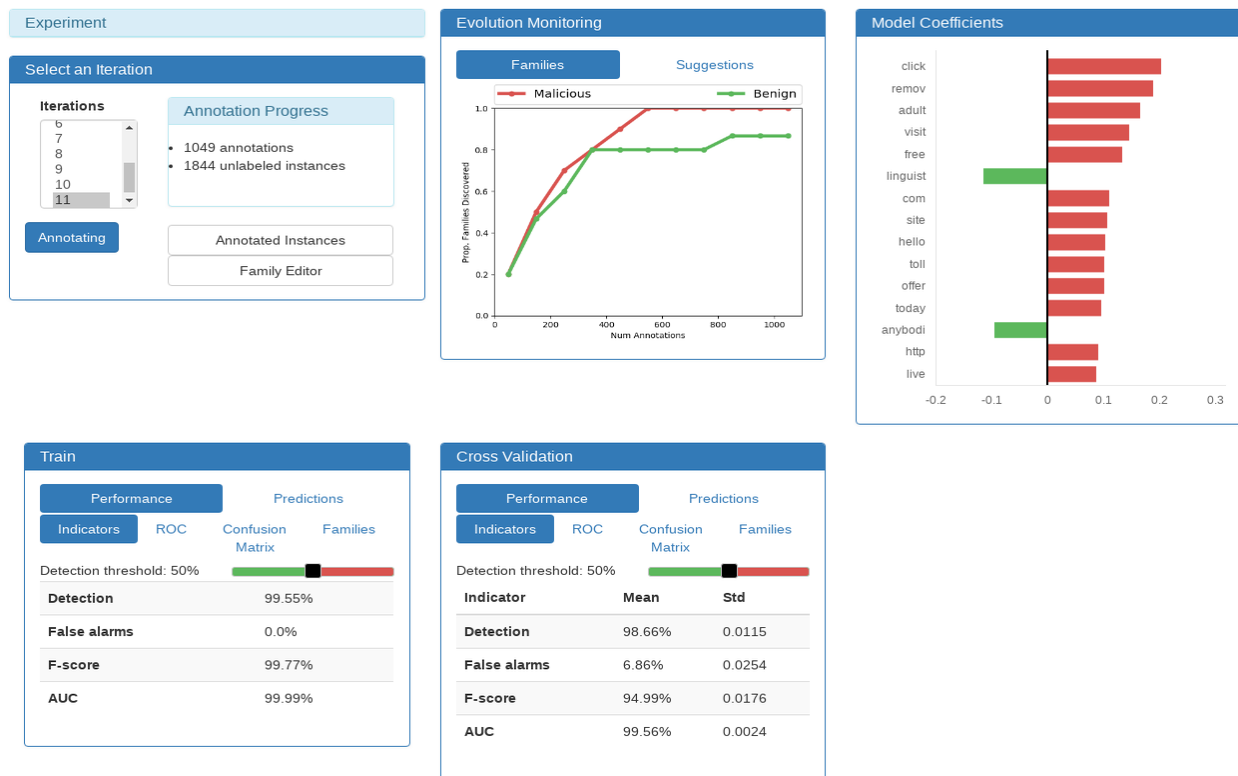 Experiment
Select an Iteration
Iterations
6
7
8
9
10
11
Annotating
Annotation Progress
1049 annotations
1844 unlabeled instances
Annotated Instances
Family Editor
Evolution Monitoring
Families Suggestions
Malicious Benign
Prop. Families Discovered
1.0
0.8
0.6
0.4
0.2
0.0
0 200 400 600 800 1000
Num Annotations
Model Coefficients
click
remov
adult
visit
free
linguist
com
site
hello
toll
offer
today
anybodi
http
live
-0.2 -0.1 0 0.1 0.2 0.3
Train
Performance Predictions
Indicators ROC Confusion Matrix Families
Detection threshold: 50%
Detection 99.55%
False alarms 0.0%
F-score 99.77%
AUC 99.99%
Cross Validation
Performance Predictions
Indicators ROC Confusion Matrix Families
Detection threshold: 50%
Indicator Mean Std
Detection 98.66% 0.0115
False alarms 6.86% 0.0254
F-score 94.99% 0.0176
AUC 99.56% 0.0024